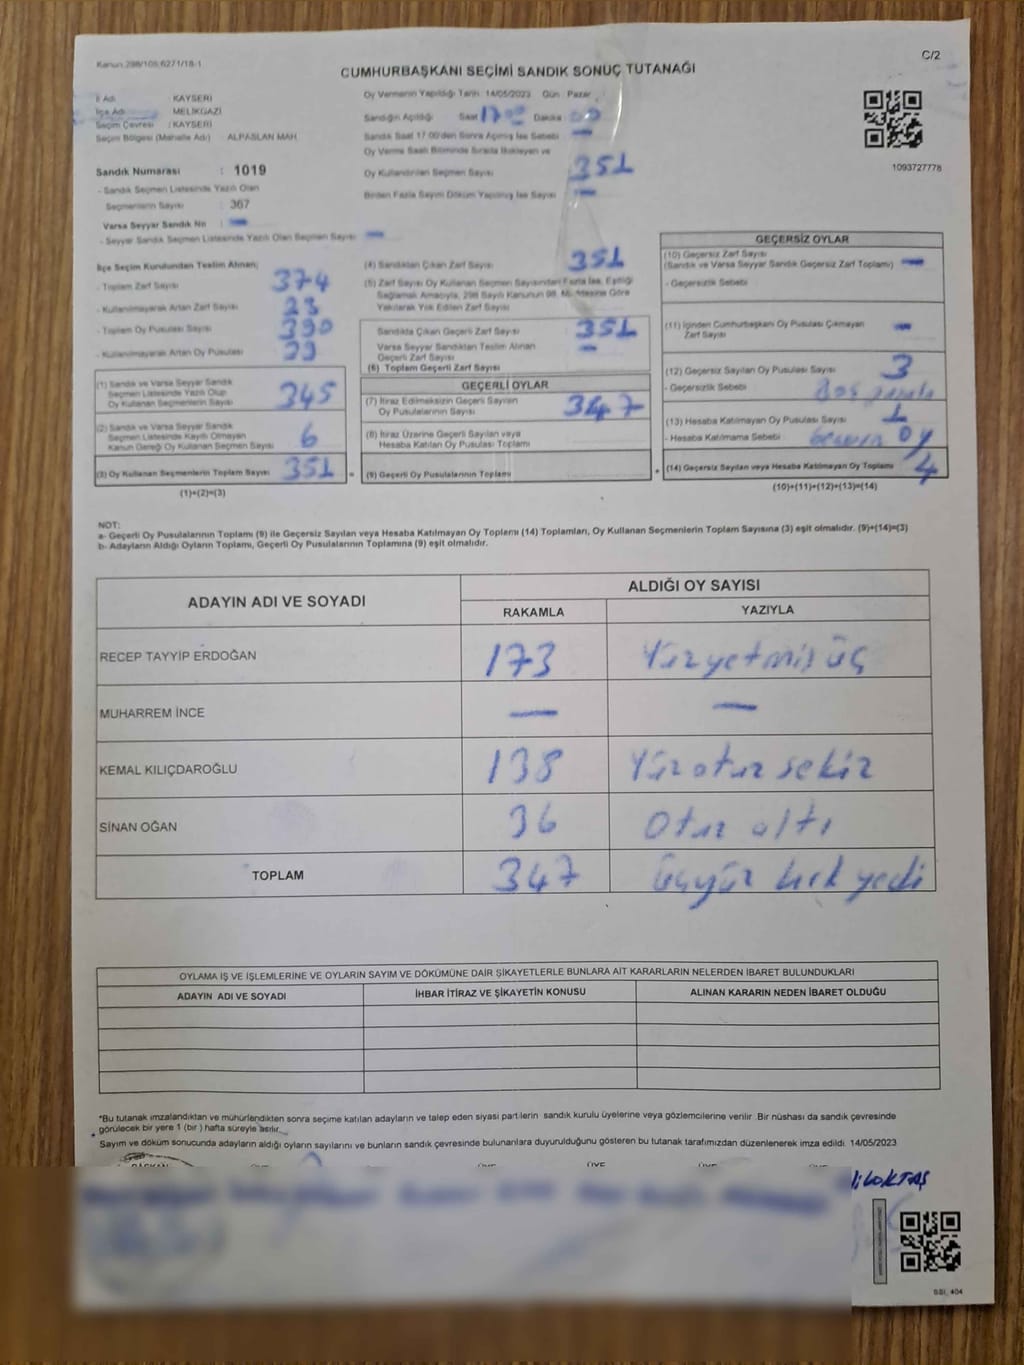 Kanun:298/105,6271/18-1
C/2
CUMHURBAŞKANI SEÇİMİ SANDIK SONUÇ TUTANAĞI
İl Adı : KAYSERİ
İlçe Adı : MELİKGAZİ
Seçim Çevresi : KAYSERİ
Seçim Bölgesi (Mahalle Adı) ALPASLAN MAH.
Sandık Numarası : 1019
- Sandık Seçmen Listesinde Yazılı Olan
Seçmenlerin Sayısı : 367
Varsa Seyyar Sandık No : —
- Seyyar Sandık Seçmen Listesinde Yazılı Olan Seçmen Sayısı —
Oy Vermenin Yapıldığı Tarih 14/05/2023 Gün : Pazar
Sandığın Açıldığı Saat 17:00 Dakika 00
Sandık Saat 17:00'den Sonra Açılmış İse Sebebi —
Oy Verme Saati Bitiminde Sırada Bekleyen ve
Oy Kullandırılan Seçmen Sayısı 351
Birden Fazla Sayım Döküm Yapılmış İse Sayısı —
1093727778
İlçe Seçim Kurulundan Teslim Alınan;
- Toplam Zarf Sayısı 374
- Kullanılmayarak Artan Zarf Sayısı 23
- Toplam Oy Pusulası Sayısı 390
- Kullanılmayarak Artan Oy Pusulası 39
(1) Sandık ve Varsa Seyyar Sandık
Seçmen Listesinde Yazılı Olup
Oy Kullanan Seçmenlerin Sayısı 345
(2) Sandık ve Varsa Seyyar Sandık
Seçmen Listesinde Kayıtlı Olmayan
Kanun Gereği Oy Kullanan Seçmen Sayısı 6
(3) Oy Kullanan Seçmenlerin Toplam Sayısı 351
(1)+(2)=(3)
(4) Sandıktan Çıkan Zarf Sayısı 351
(5) Zarf Sayısı Oy Kullanan Seçmen Sayısından Fazla İse, Eşitliği
Sağlamak Amacıyla, 298 Sayılı Kanunun 98. Maddesine Göre
Yakılarak Yok Edilen Zarf Sayısı
Sandıkta Çıkan Geçerli Zarf Sayısı 351
Varsa Seyyar Sandıktan Teslim Alınan
Geçerli Zarf Sayısı —
(6) Toplam Geçerli Zarf Sayısı
GEÇERLİ OYLAR
(7) İtiraz Edilmeksizin Geçerli Sayılan
Oy Pusulalarının Sayısı 347
(8) İtiraz Üzerine Geçerli Sayılan veya
Hesaba Katılan Oy Pusulası Toplamı
= (9) Geçerli Oy Pusulalarının Toplamı
GEÇERSİZ OYLAR
(10) Geçersiz Zarf Sayısı
(Sandık ve Varsa Seyyar Sandık Geçersiz Zarf Toplamı) —
- Geçersizlik Sebebi
(11) İçinden Cumhurbaşkanı Oy Pusulası Çıkmayan
Zarf Sayısı —
(12) Geçersiz Sayılan Oy Pusulası Sayısı 3
- Geçersizlik Sebebi Boş
(13) Hesaba Katılmayan Oy Pusulası Sayısı 1
- Hesaba Katılmama Sebebi oy
+ (14) Geçersiz Sayılan veya Hesaba Katılmayan Oy Toplamı 4
(10)+(11)+(12)+(13)=(14)
NOT:
a- Geçerli Oy Pusulalarının Toplamı (9) ile Geçersiz Sayılan veya Hesaba Katılmayan Oy Toplamı (14) Toplamları, Oy Kullanan Seçmenlerin Toplam Sayısına (3) eşit olmalıdır. (9)+(14)=(3)
b- Adayların Aldığı Oyların Toplamı, Geçerli Oy Pusulalarının Toplamına (9) eşit olmalıdır.
ADAYIN ADI VE SOYADI ALDIĞI OY SAYISI
RAKAMLA YAZIYLA
RECEP TAYYİP ERDOĞAN 173 Yüzyetmiş üç
MUHARREM İNCE — —
KEMAL KILIÇDAROĞLU 138 Yüz otuz sekiz
SİNAN OĞAN 36 Otuz altı
TOPLAM 347 üçyüz kırk yedi
OYLAMA İŞ VE İŞLEMLERİNE VE OYLARIN SAYIM VE DÖKÜMÜNE DAİR ŞİKAYETLERLE BUNLARA AİT KARARLARIN NELERDEN İBARET BULUNDUKLARI
ADAYIN ADI VE SOYADI İHBAR İTİRAZ VE ŞİKAYETİN KONUSU ALINAN KARARIN NEDEN İBARET OLDUĞU
*Bu tutanak imzalandıktan ve mühürlendikten sonra seçime katılan adayların ve talep eden siyasi partilerin sandık kurulu üyelerine veya gözlemcilerine verilir. Bir nüshası da sandık çevresinde
görülecek bir yere 1 (bir) hafta süreyle asılır.
Sayım ve döküm sonucunda adayların aldığı oyların sayılarını ve bunların sandık çevresinde bulunanlara duyurulduğunu gösteren bu tutanak tarafımızdan düzenlenerek imza edildi. 14/05/2023
BAŞKAN ÜYE ÜYE ÜYE ÜYE
SSİ, 404